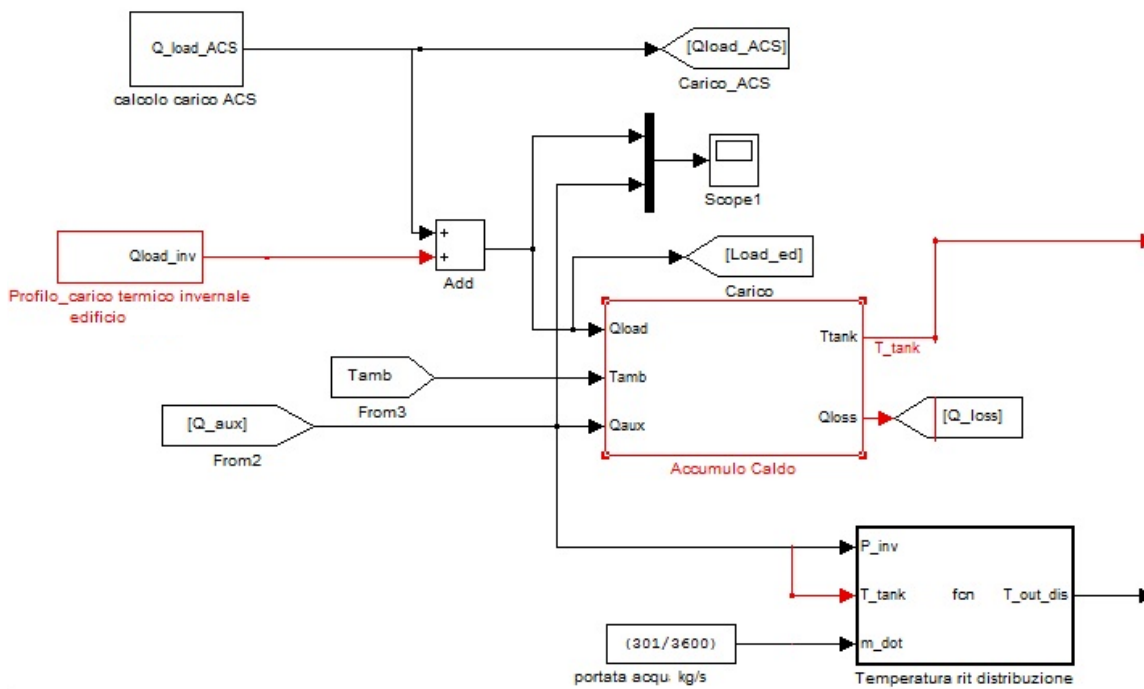 Q_load_ACS
calcolo carico ACS
[Qload_ACS]
Carico_ACS
Scope1
Qload_inv
Profilo_carico termico invernale
edificio
+
+
Add
[Load_ed]
Carico
Qload
Tamb
Qaux
Ttank
Qloss
T_tank
Accumulo Caldo
Tamb
From3
[Q_aux]
From2
[Q_loss]
P_inv
T_tank
m_dot
fcn
T_out_dis
Temperatura rit distribuzione
(301/3600)
portata acqu. kg/s